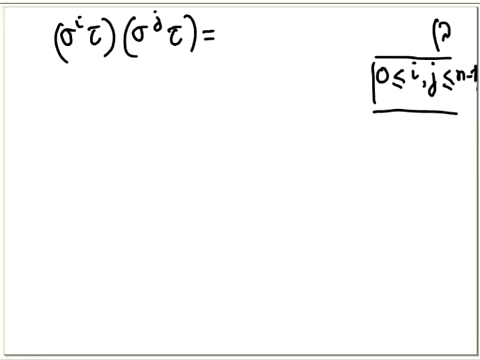 (σ^i τ)(σ^j τ) =
0 ≤ i, j ≤ n-1